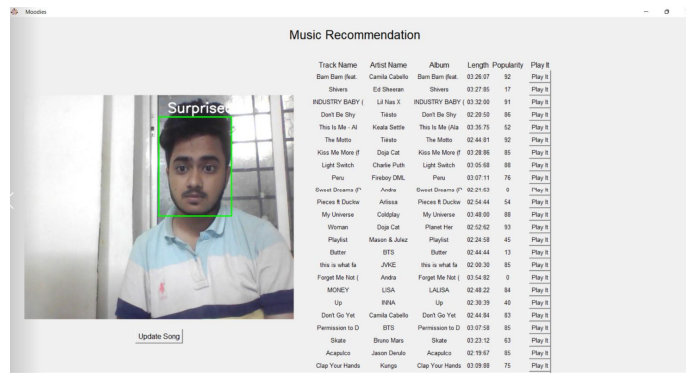 Moodies
Music Recommendation
Track Name Artist Name Album Length Popularity Play It
Bam Bam (feat. Camila Cabello Bam Bam (feat. 03:26:07 92 Play It
Shivers Ed Sheeran Shivers 03:27:85 17 Play It
INDUSTRY BABY ( Lil Nas X INDUSTRY BABY ( 03:32:00 91 Play It
Don't Be Shy Tiësto Don't Be Shy 02:20:50 86 Play It
This Is Me - Al Keala Settle This Is Me (Ala 03:35:75 52 Play It
The Motto Tiësto The Motto 02:44:81 92 Play It
Kiss Me More (f Doja Cat Kiss Me More (f 03:28:86 85 Play It
Light Switch Charlie Puth Light Switch 03:05:68 88 Play It
Peru Fireboy DML Peru 03:07:11 76 Play It
Sweet Dreams (P Andra Sweet Dreams (P 02:21:63 0 Play It
Pieces ft Duckw Arlissa Pieces ft Duckw 02:54:44 54 Play It
My Universe Coldplay My Universe 03:48:00 88 Play It
Woman Doja Cat Planet Her 02:52:62 93 Play It
Playlist Mason & Julez Playlist 02:24:58 45 Play It
Butter BTS Butter 02:44:44 13 Play It
this is what fa JVKE this is what fa 02:00:30 85 Play It
Forget Me Not ( Andra Forget Me Not ( 03:54:82 0 Play It
MONEY LISA LALISA 02:48:22 84 Play It
Up INNA Up 02:30:39 40 Play It
Don't Go Yet Camila Cabello Don't Go Yet 02:44:84 83 Play It
Permission to D BTS Permission to D 03:07:58 85 Play It
Skate Bruno Mars Skate 03:23:12 63 Play It
Acapulco Jason Derulo Acapulco 02:19:67 85 Play It
Clap Your Hands Kungs Clap Your Hands 03:09:88 75 Play It
Surprised
Update Song